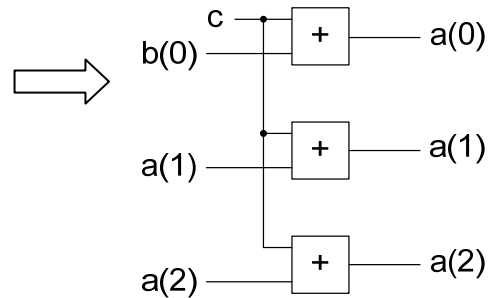 c
+
a(0)
b(0)
+
a(1)
a(1)
+
a(2)
a(2)